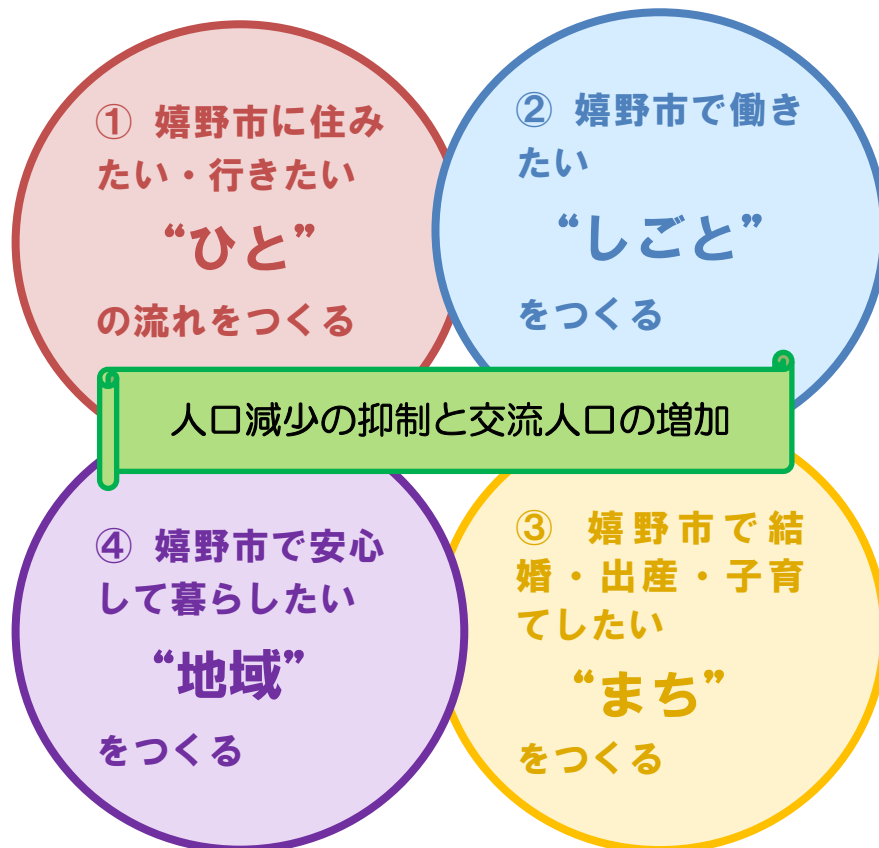 ① 嬉野市に住み
たい・行きたい
“ひと”
の流れをつくる
② 嬉野市で働き
たい
“しごと”
をつくる
人口減少の抑制と交流人口の増加
③ 嬉野市で結
婚・出産・子育
てしたい
“まち”
をつくる
④ 嬉野市で安心
して暮らしたい
“地域”
をつくる